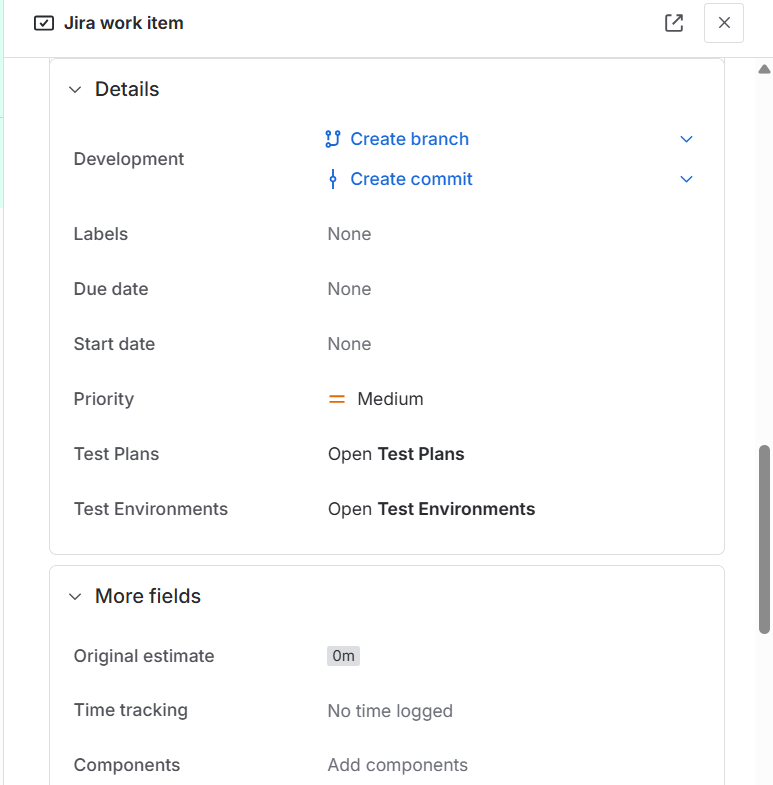 Jira work item
Details
Development
Create branch
Create commit
Labels None
Due date None
Start date None
Priority Medium
Test Plans Open Test Plans
Test Environments Open Test Environments
More fields
Original estimate 0m
Time tracking No time logged
Components Add components